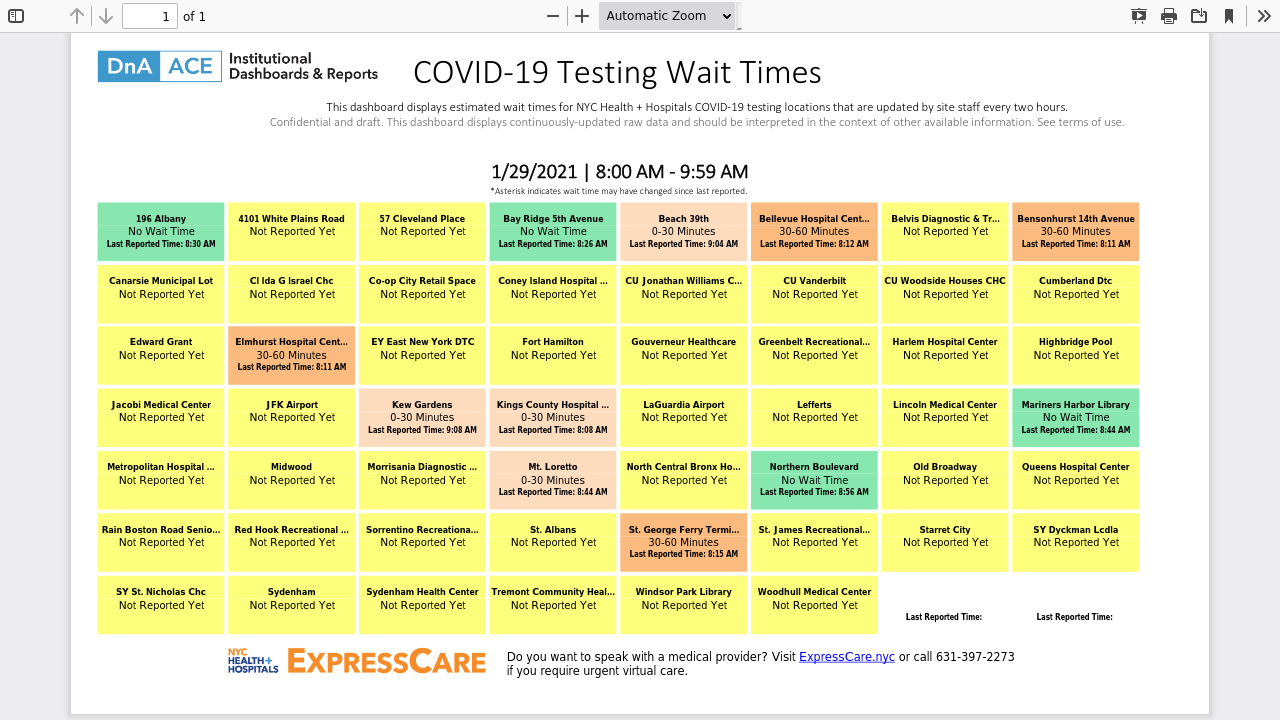 1 of 1 Automatic Zoom
DnA ACE Institutional
Dashboards & Reports
COVID-19 Testing Wait Times
This dashboard displays estimated wait times for NYC Health + Hospitals COVID-19 testing locations that are updated by site staff every two hours.
Confidential and draft. This dashboard displays continuously-updated raw data and should be interpreted in the context of other available information. See terms of use.
1/29/2021 | 8:00 AM - 9:59 AM
*Asterisk indicates wait time may have changed since last reported.
196 Albany 4101 White Plains Road 57 Cleveland Place Bay Ridge 5th Avenue Beach 39th Bellevue Hospital Cent... Belvis Diagnostic & Tr... Bensonhurst 14th Avenue
No Wait Time Not Reported Yet Not Reported Yet No Wait Time 0-30 Minutes 30-60 Minutes Not Reported Yet 30-60 Minutes
Last Reported Time: 8:30 AM Last Reported Time: 8:26 AM Last Reported Time: 9:04 AM Last Reported Time: 8:12 AM Last Reported Time: 8:11 AM
Canarsie Municipal Lot CI Ida G Israel Chc Co-op City Retail Space Coney Island Hospital ... CU Jonathan Williams C... CU Vanderbilt CU Woodside Houses CHC Cumberland Dtc
Not Reported Yet Not Reported Yet Not Reported Yet Not Reported Yet Not Reported Yet Not Reported Yet Not Reported Yet Not Reported Yet
Edward Grant Elmhurst Hospital Cent... EY East New York DTC Fort Hamilton Gouverneur Healthcare Greenbelt Recreational... Harlem Hospital Center Highbridge Pool
Not Reported Yet 30-60 Minutes Not Reported Yet Not Reported Yet Not Reported Yet Not Reported Yet Not Reported Yet Not Reported Yet
Last Reported Time: 8:11 AM
Jacobi Medical Center JFK Airport Kew Gardens Kings County Hospital ... LaGuardia Airport Lefferts Lincoln Medical Center Mariners Harbor Library
Not Reported Yet Not Reported Yet 0-30 Minutes 0-30 Minutes Not Reported Yet Not Reported Yet Not Reported Yet No Wait Time
Last Reported Time: 9:08 AM Last Reported Time: 8:08 AM Last Reported Time: 8:44 AM
Metropolitan Hospital ... Midwood Morrisania Diagnostic ... Mt. Loretto North Central Bronx Ho... Northern Boulevard Old Broadway Queens Hospital Center
Not Reported Yet Not Reported Yet Not Reported Yet 0-30 Minutes Not Reported Yet No Wait Time Not Reported Yet Not Reported Yet
Last Reported Time: 8:44 AM Last Reported Time: 8:56 AM
Rain Boston Road Senio... Red Hook Recreational ... Sorrentino Recreationa... St. Albans St. George Ferry Termi... St. James Recreational... Starret City SY Dyckman Lcdla
Not Reported Yet Not Reported Yet Not Reported Yet Not Reported Yet 30-60 Minutes Not Reported Yet Not Reported Yet Not Reported Yet
Last Reported Time: 8:15 AM
SY St. Nicholas Chc Sydenham Sydenham Health Center Tremont Community Heal... Windsor Park Library Woodhull Medical Center
Not Reported Yet Not Reported Yet Not Reported Yet Not Reported Yet Not Reported Yet Not Reported Yet
Last Reported Time: Last Reported Time:
NYC
HEALTH+
HOSPITALS
EXPRESSCARE
Do you want to speak with a medical provider? Visit ExpressCare.nyc or call 631-397-2273
if you require urgent virtual care.